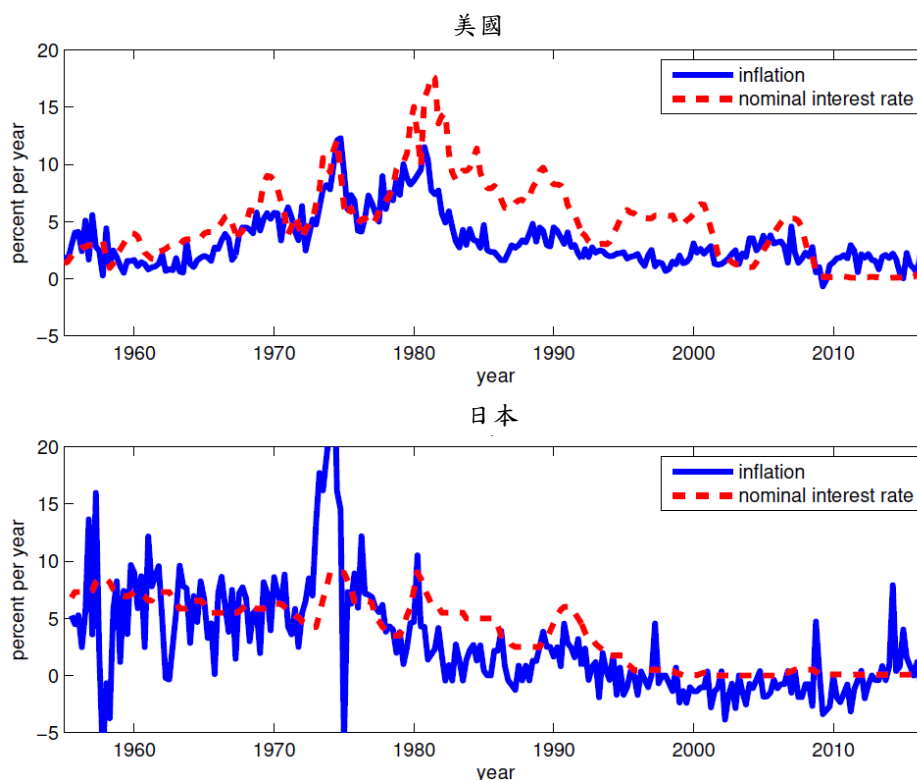 美國
20
15
10
5
0
−5
percent per year
inflation
nominal interest rate
1960 1970 1980 1990 2000 2010
year
日本
20
15
10
5
0
−5
percent per year
inflation
nominal interest rate
1960 1970 1980 1990 2000 2010
year